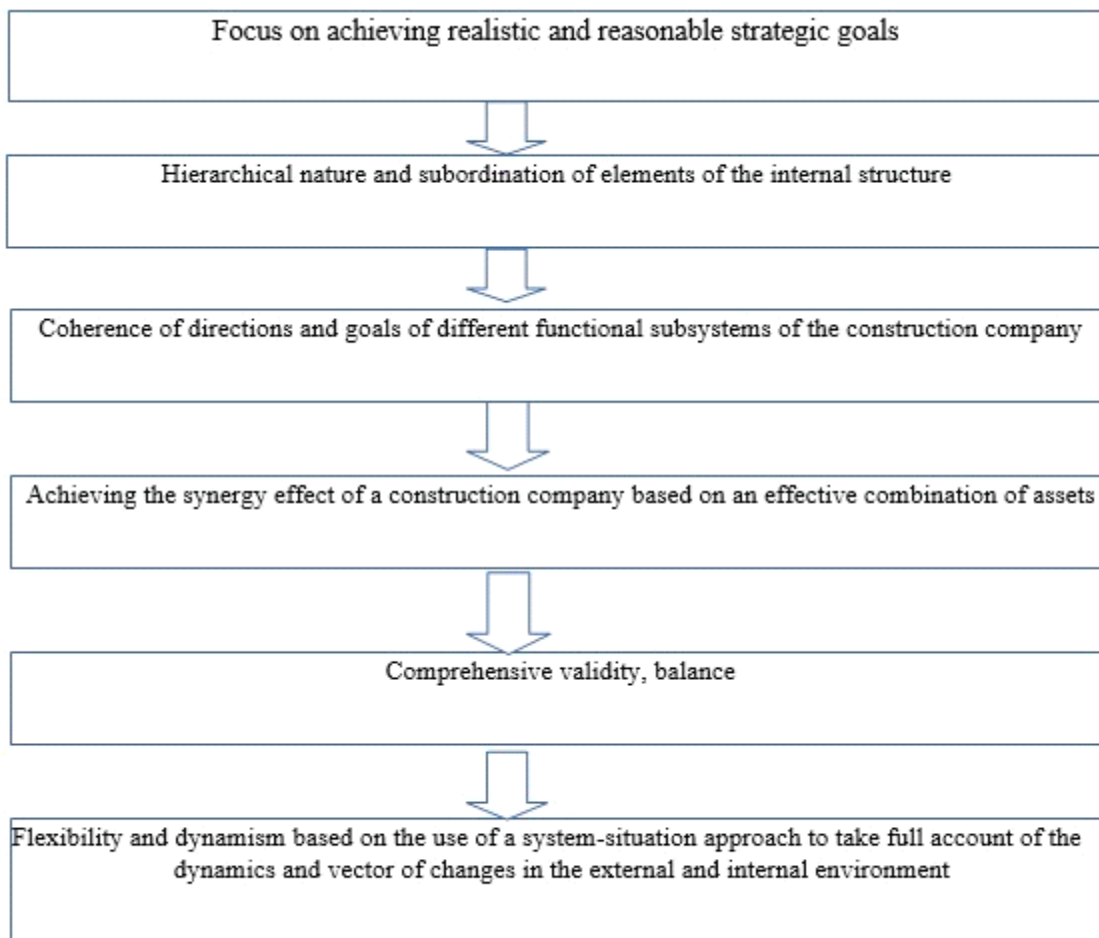 Focus on achieving realistic and reasonable strategic goals
Hierarchical nature and subordination of elements of the internal structure
Coherence of directions and goals of different functional subsystems of the construction company
Achieving the synergy effect of a construction company based on an effective combination of assets
Comprehensive validity, balance
Flexibility and dynamism based on the use of a system-situation approach to take full account of the
dynamics and vector of changes in the external and internal environment